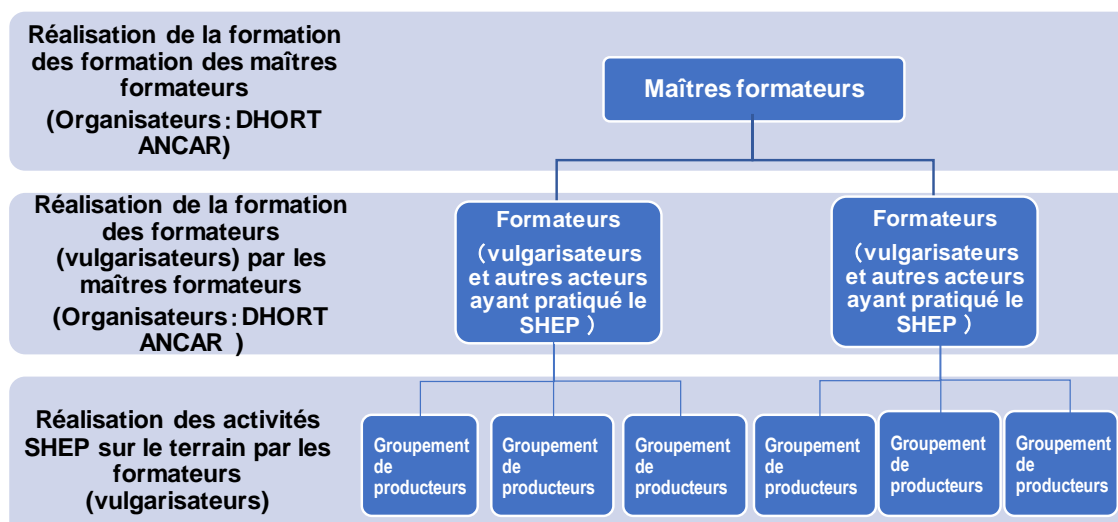 Réalisation de la formation
des formation des maîtres
formateurs
(Organisateurs：DHORT
ANCAR)
Maîtres formateurs
Réalisation de la formation
des formateurs
(vulgarisateurs) par les
maîtres formateurs
(Organisateurs：DHORT
ANCAR )
Formateurs
（vulgarisateurs
et autres acteurs
ayant pratiqué le
SHEP ）
Formateurs
（vulgarisateurs
et autres acteurs
ayant pratiqué le
SHEP ）
Réalisation des activités
SHEP sur le terrain par les
formateurs
(vulgarisateurs)
Groupement
de
producteurs
Groupement
de
producteurs
Groupement
de
producteurs
Groupement
de
producteurs
Groupement
de
producteurs
Groupement
de
producteurs